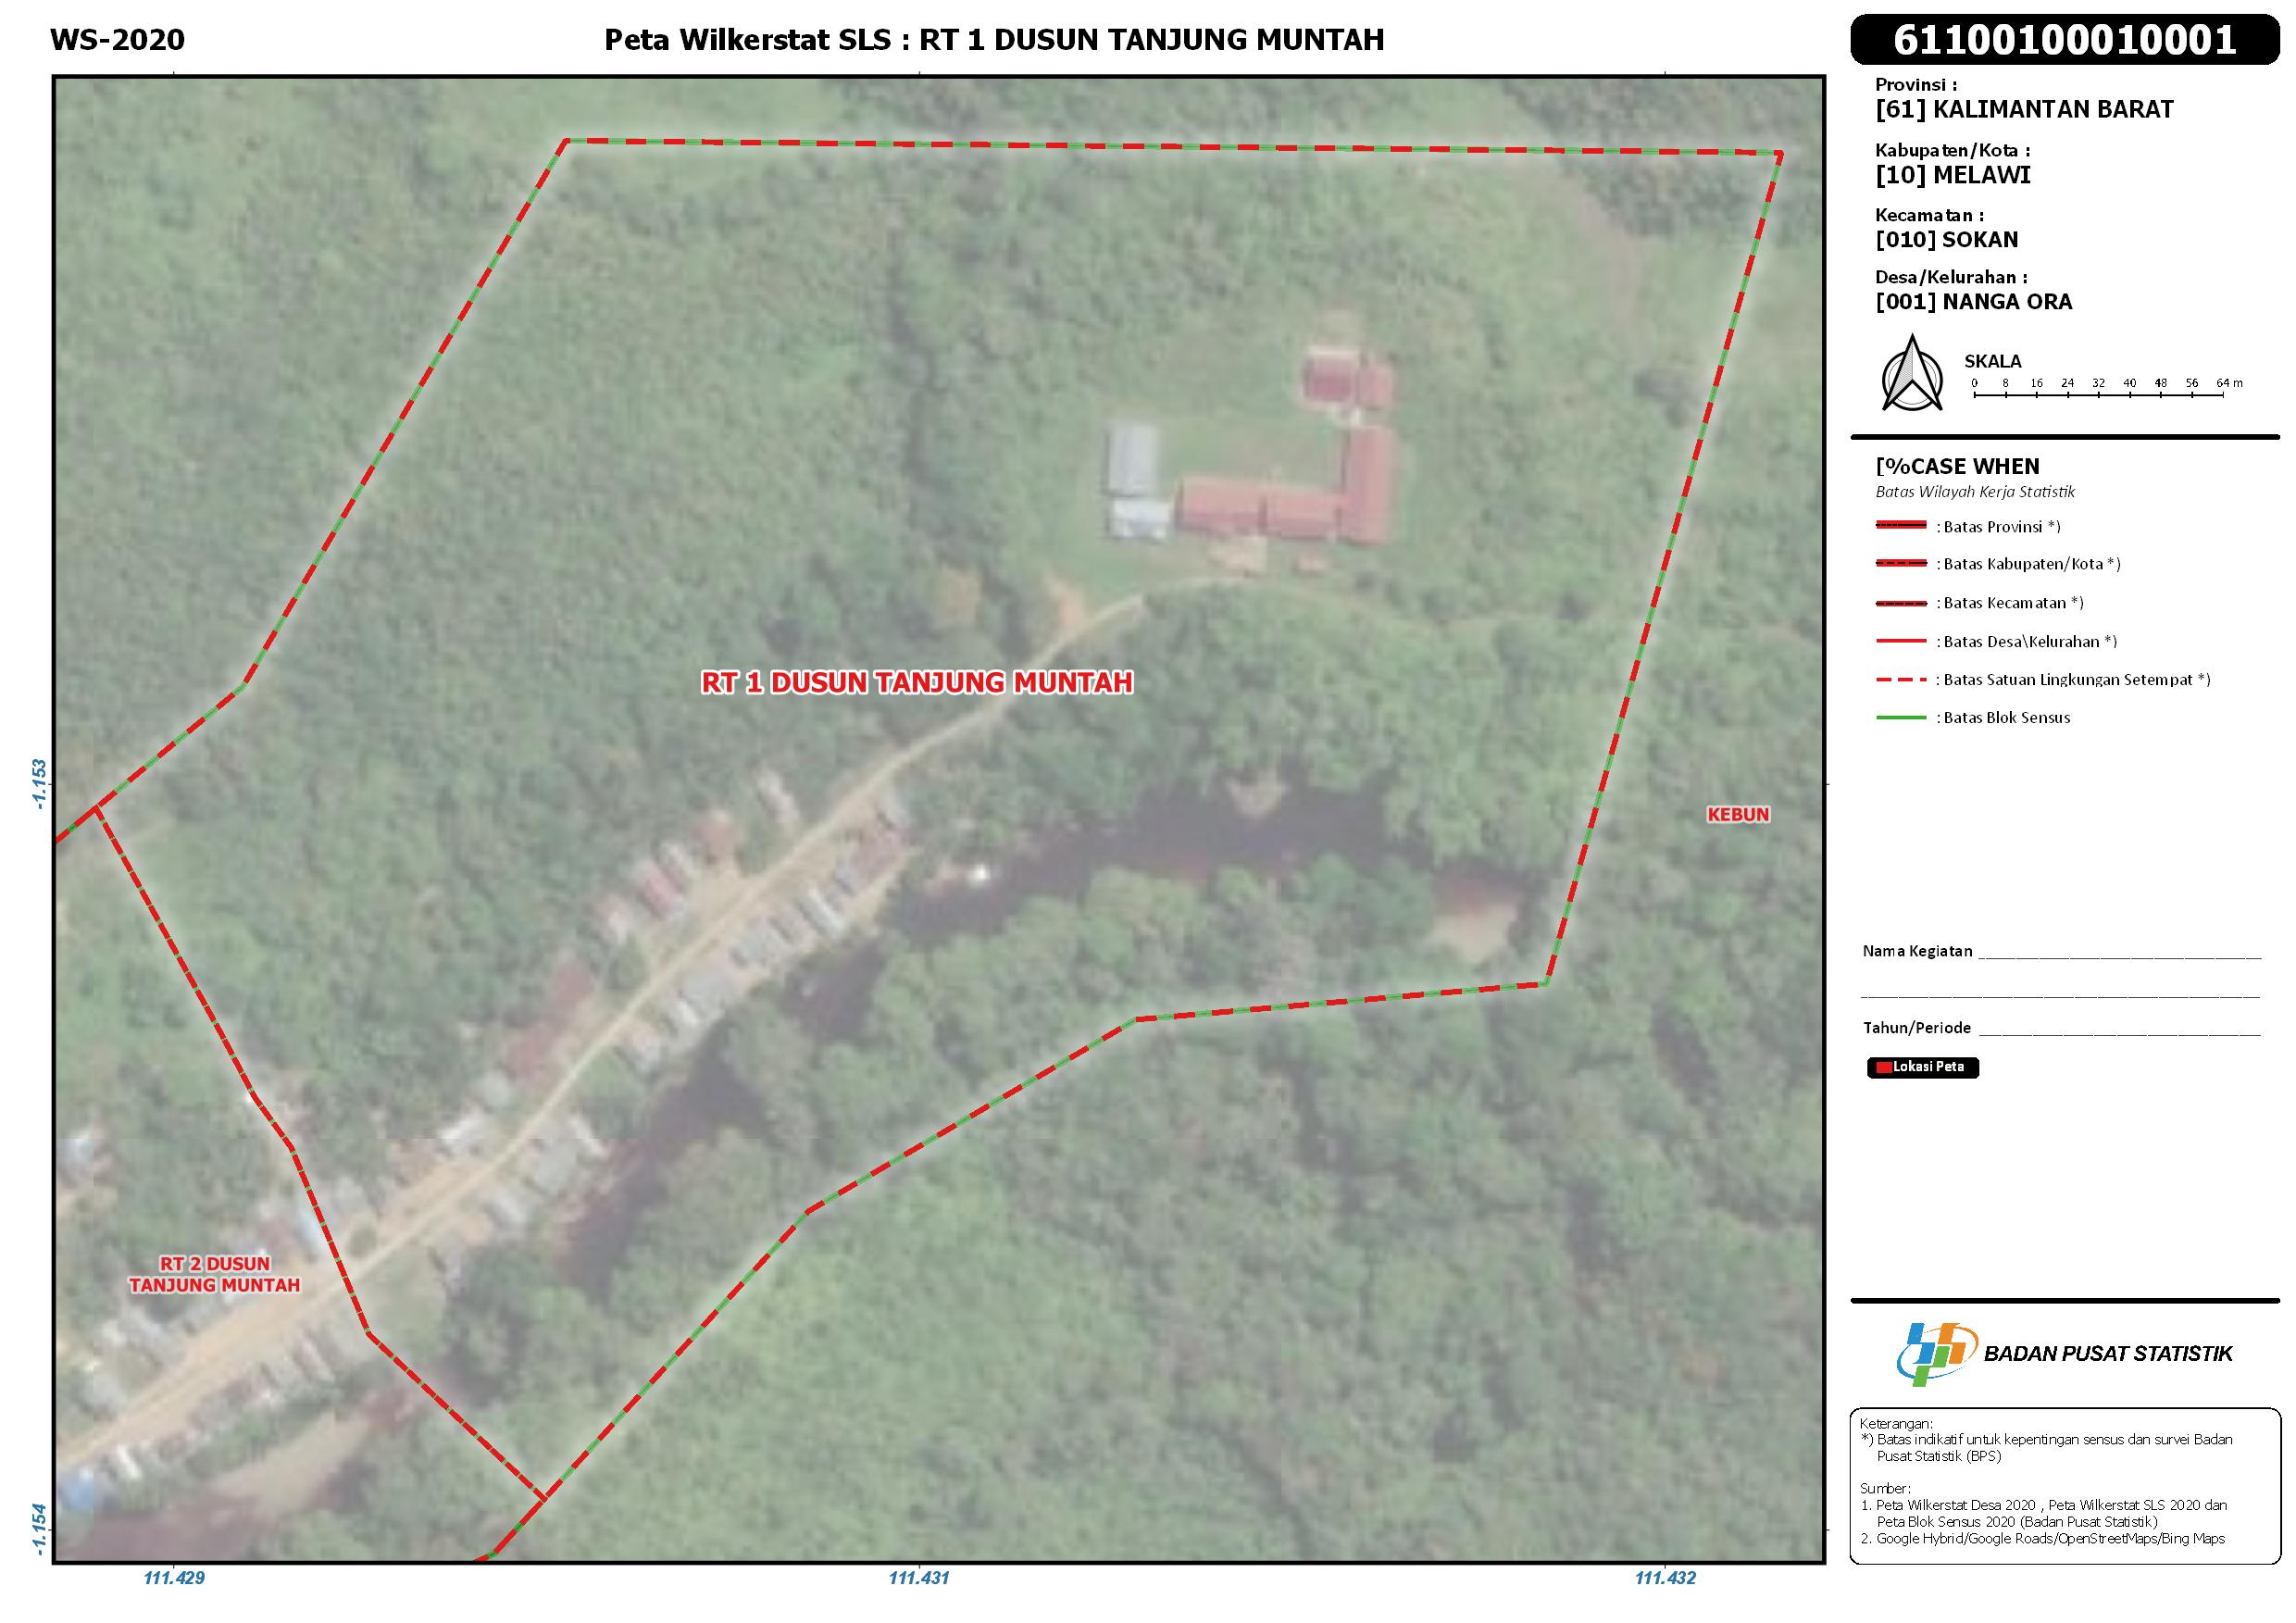 WS-2020
Peta Wilkerstat SLS : RT 1 DUSUN TANJUNG MUNTAH
61100100010001
Provinsi :
[61] KALIMANTAN BARAT
Kabupaten/Kota :
[10] MELAWI
Kecamatan :
[010] SOKAN
Desa/Kelurahan :
[001] NANGA ORA
SKALA
0 8 16 24 32 40 48 56 64 m
[%CASE WHEN
Batas Wilayah Kerja Statistik
: Batas Provinsi *)
: Batas Kabupaten/Kota *)
: Batas Kecamatan *)
: Batas Desa\Kelurahan *)
: Batas Satuan Lingkungan Setempat *)
: Batas Blok Sensus
RT 1 DUSUN TANJUNG MUNTAH
KEBUN
RT 2 DUSUN
TANJUNG MUNTAH
-1.153
-1.154
111.429
111.431
111.432
Nama Kegiatan
Tahun/Periode
Lokasi Peta
BADAN PUSAT STATISTIK
Keterangan:
*) Batas indikatif untuk kepentingan sensus dan survei Badan
Pusat Statistik (BPS)
Sumber:
1. Peta Wilkerstat Desa 2020 , Peta Wilkerstat SLS 2020 dan
Peta Blok Sensus 2020 (Badan Pusat Statistik)
2. Google Hybrid/Google Roads/OpenStreetMaps/Bing Maps